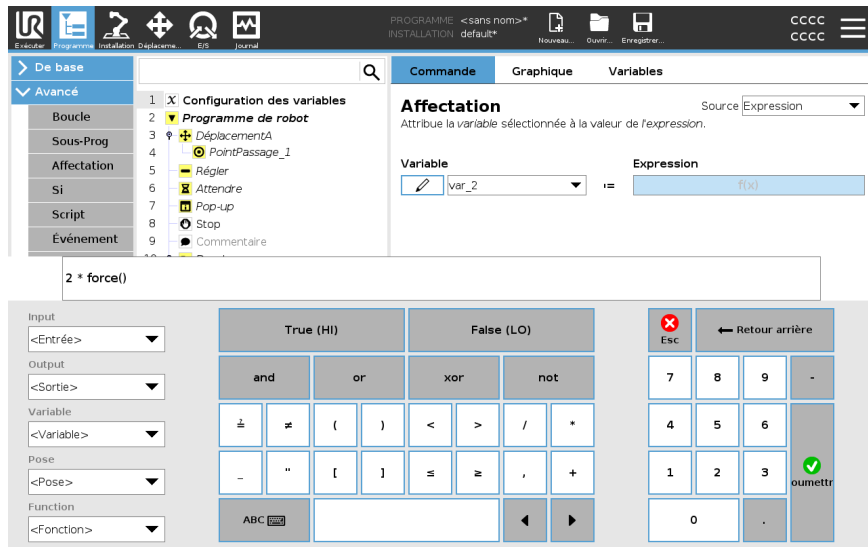 PROGRAMME <sans nom>*
INSTALLATION default*
Exécuter Programme Installation Déplaceme... E/S Journal
Nouveau... Ouvrir... Enregistrer...
cccc
cccc
De base
Avancé
Boucle
Sous-Prog
Affectation
Si
Script
Événement
1 X Configuration des variables
2 Programme de robot
3 DéplacementA
4 PointPassage_1
5 Régler
6 Attendre
7 Pop-up
8 Stop
9 Commentaire
Commande Graphique Variables
Affectation
Source Expression
Attribue la variable sélectionnée à la valeur de l'expression.
Variable Expression
var_2 := f(x)
2 * force()
Input
<Entrée>
Output
<Sortie>
Variable
<Variable>
Pose
<Pose>
Function
<Fonction>
True (HI) False (LO)
and or xor not
≟ ≠ ( ) < > / *
_ " [ ] ≤ ≥ , +
ABC
Esc Retour arrière
7 8 9 -
4 5 6
1 2 3 oumettr
0 .